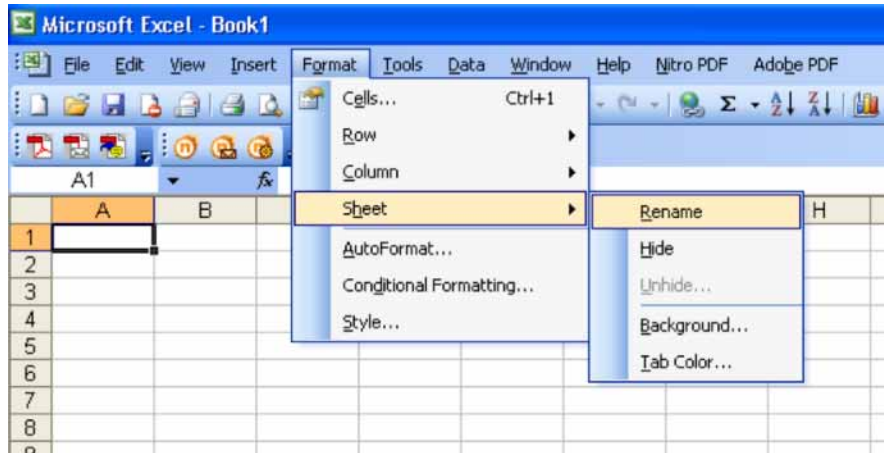 Microsoft Excel - Book1
File Edit View Insert Format Tools Data Window Help Nitro PDF Adobe PDF
Cells... Ctrl+1
Σ
Row
Column
A1 fx
Sheet
Rename
A B H
AutoFormat...
Hide
Conditional Formatting...
Unhide...
Style...
Background...
Tab Color...
1
2
3
4
5
6
7
8